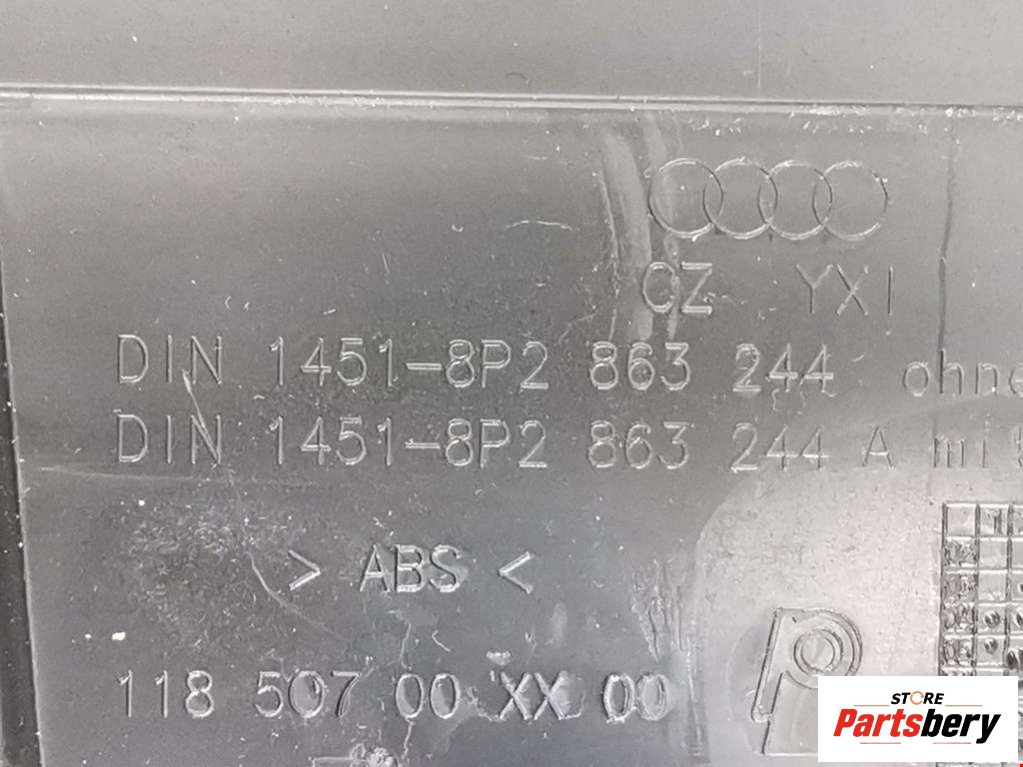 CZ YXI
DIN 1451-8P2 863 244 ohne
DIN 1451-8P2 863 244 A mit
> ABS <
118 507 00 XX 00
STORE
Partsbery